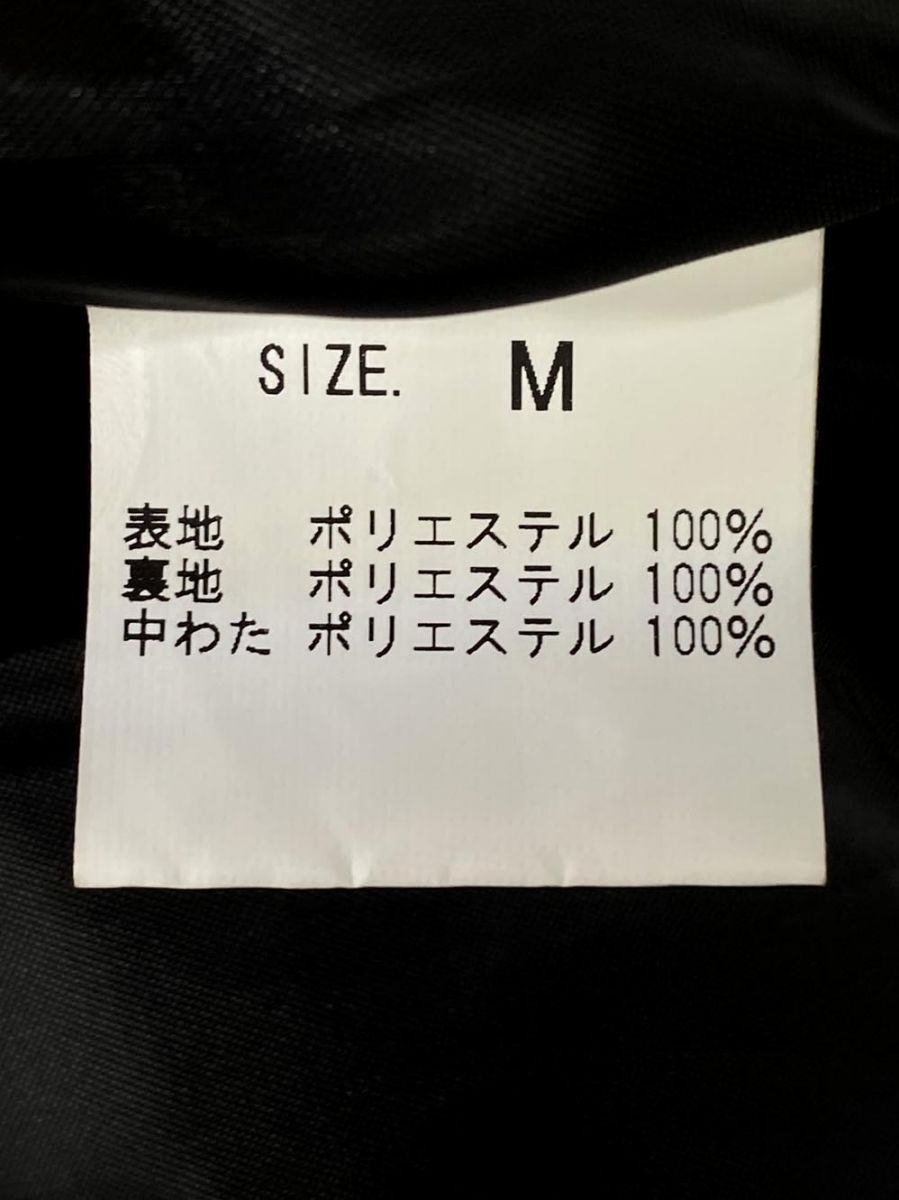 SIZE. M
表地 ポリエステル 100%
裏地 ポリエステル 100%
中わた ポリエステル 100%